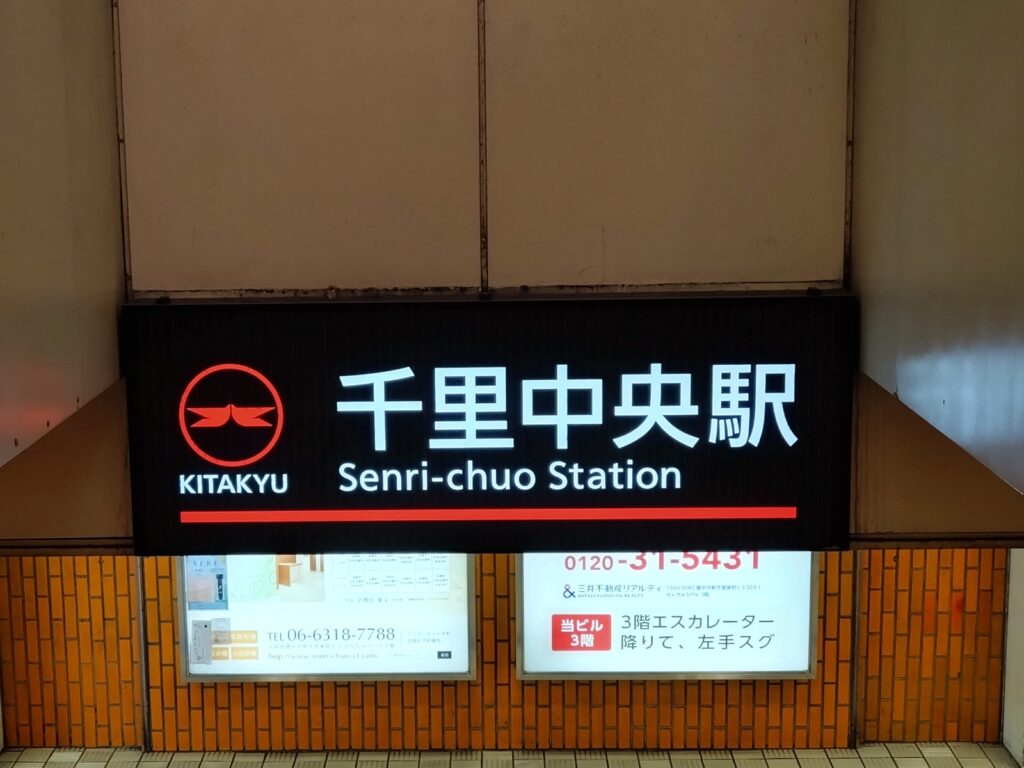 千里中央駅
KITAKYU
Senri-chuo Station
TEL 06-6318-7788
0120-31-5431
& 三井不動産リアルティ
当ビル
3階
3階エスカレーター
降りて、左手スグ